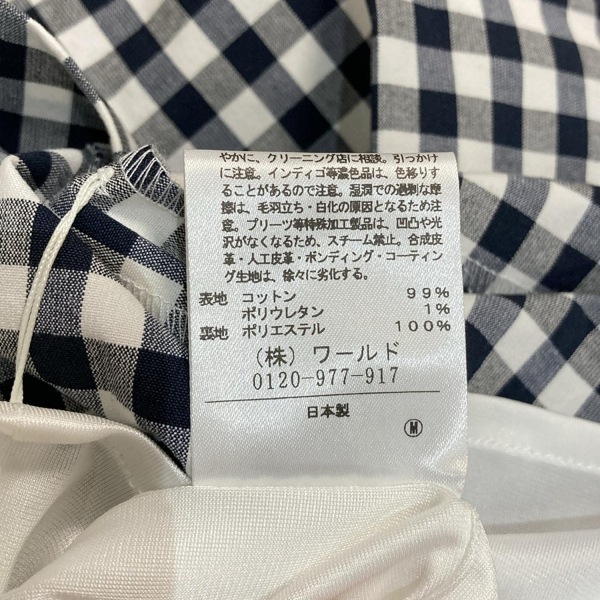 やかに、クリーニング店に相談。引っかけ
に注意。インディゴ等濃色品は、色移りす
ることがあるので注意。湿潤での過剰な摩
擦は、毛羽立ち・白化の原因となるため注
意。プリーツ等特殊加工製品は、凹凸や光
沢がなくなるため、スチーム禁止。合成皮
革・人工皮革・ボンディング・コーティン
グ生地は、徐々に劣化する。
表地 コットン 99%
ポリウレタン 1%
裏地 ポリエステル 100%
(株) ワールド
0120-977-917
日本製
Ⓜ